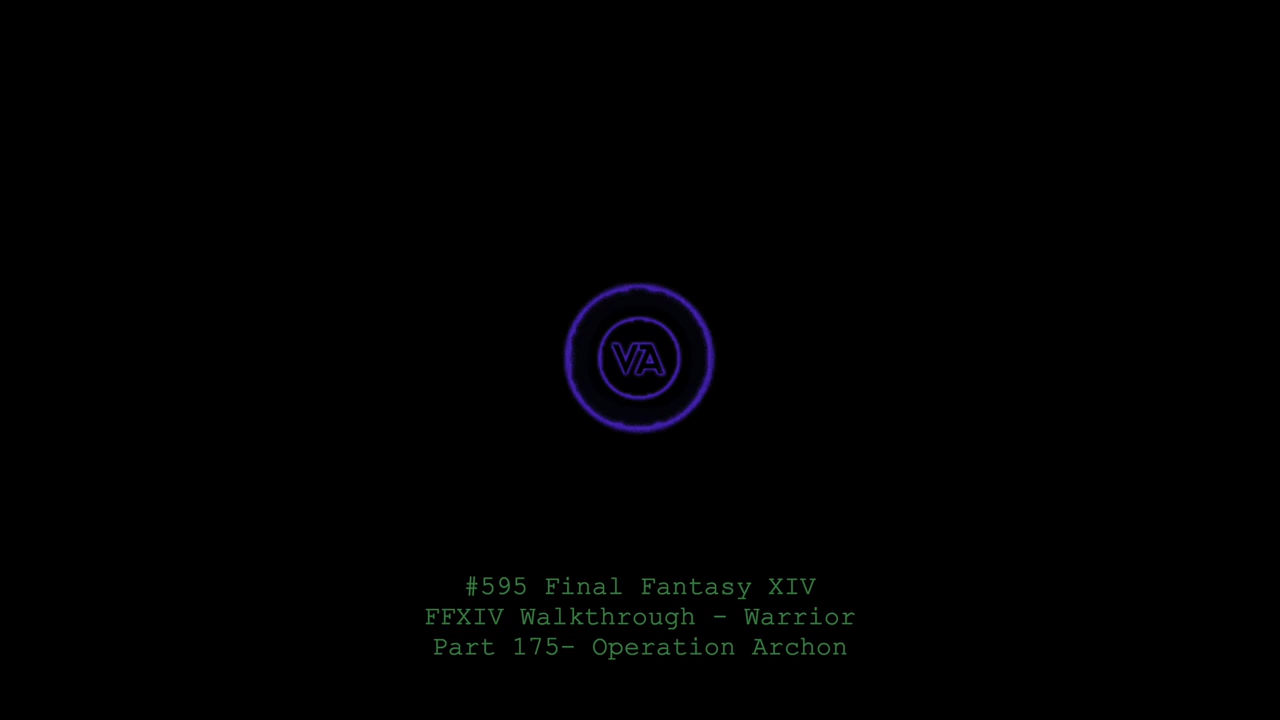 VA
#595 Final Fantasy XIV
FFXIV Walkthrough - Warrior
Part 175- Operation Archon